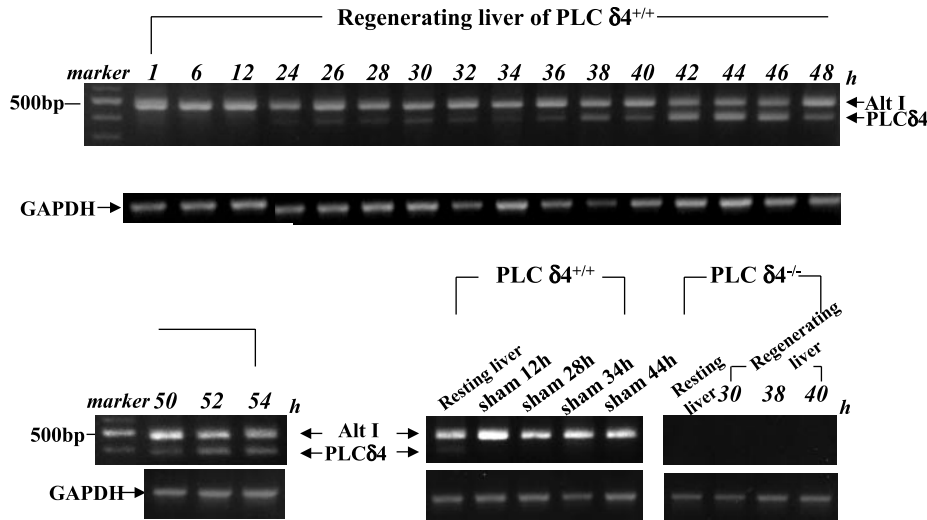 Regenerating liver of PLC δ4+/+
marker 1 6 12 24 26 28 30 32 34 36 38 40 42 44 46 48 h
500bp
Alt I
PLCδ4
GAPDH
PLC δ4+/+ PLC δ4-/-
Resting liver sham 12h sham 28h sham 34h sham 44h
Resting liver
Regenerating liver
marker 50 52 54 h
30 38 40 h
500bp
Alt I
PLCδ4
GAPDH